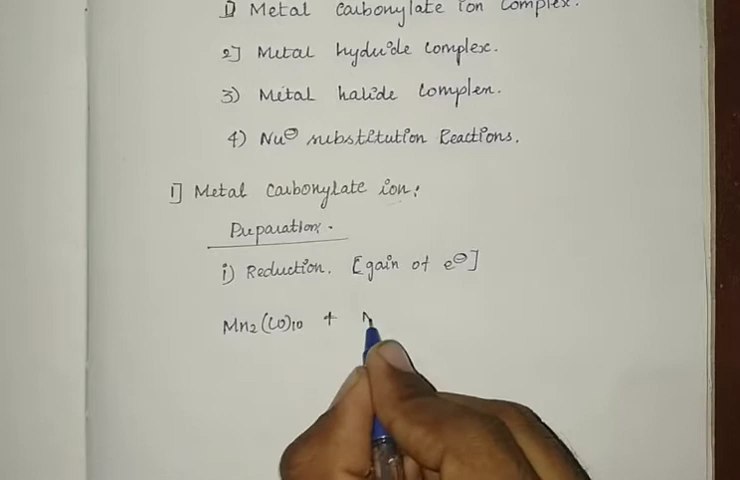 1] Metal carbonylate ion complex.
2] Metal hydride complex.
3) Metal halide complex.
4) Nu⊖ substitution Reactions.
1] Metal carbonylate ion:
Preparation:
i) Reduction. [gain of e⊖]
Mn2(CO)10 +